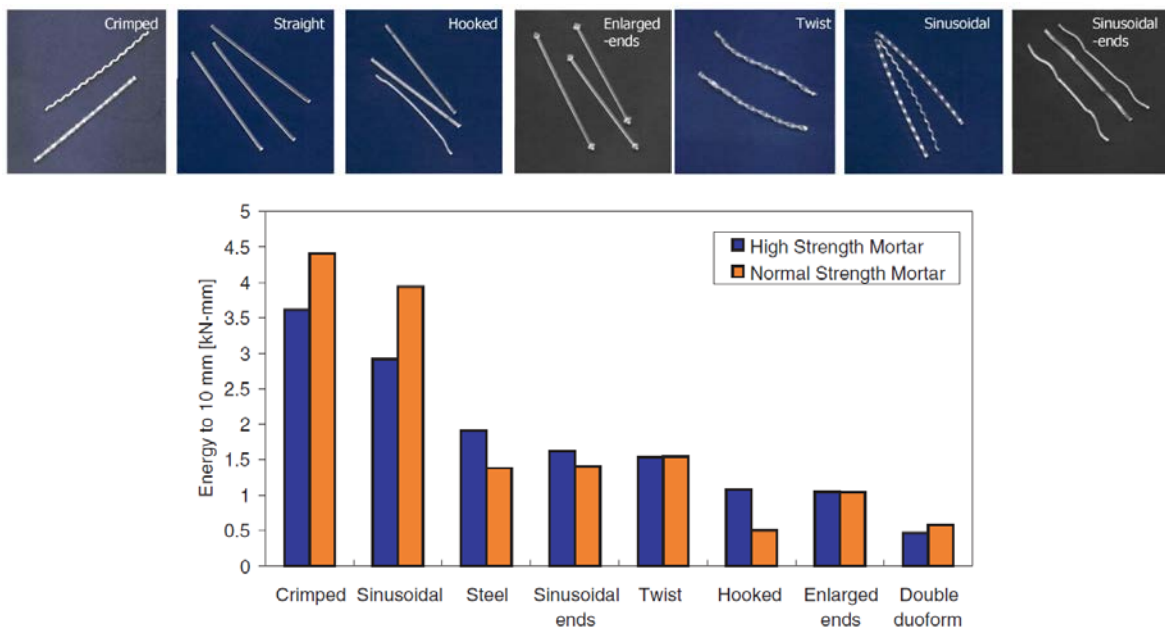 Crimped
Straight
Hooked
Enlarged
-ends
Twist
Sinusoidal
Sinusoidal
-ends
5
4.5
4
3.5
3
2.5
2
1.5
1
0.5
0
Energy to 10 mm [kN-mm]
High Strength Mortar
Normal Strength Mortar
Crimped
Sinusoidal
Steel
Sinusoidal
ends
Twist
Hooked
Enlarged
ends
Double
duoform